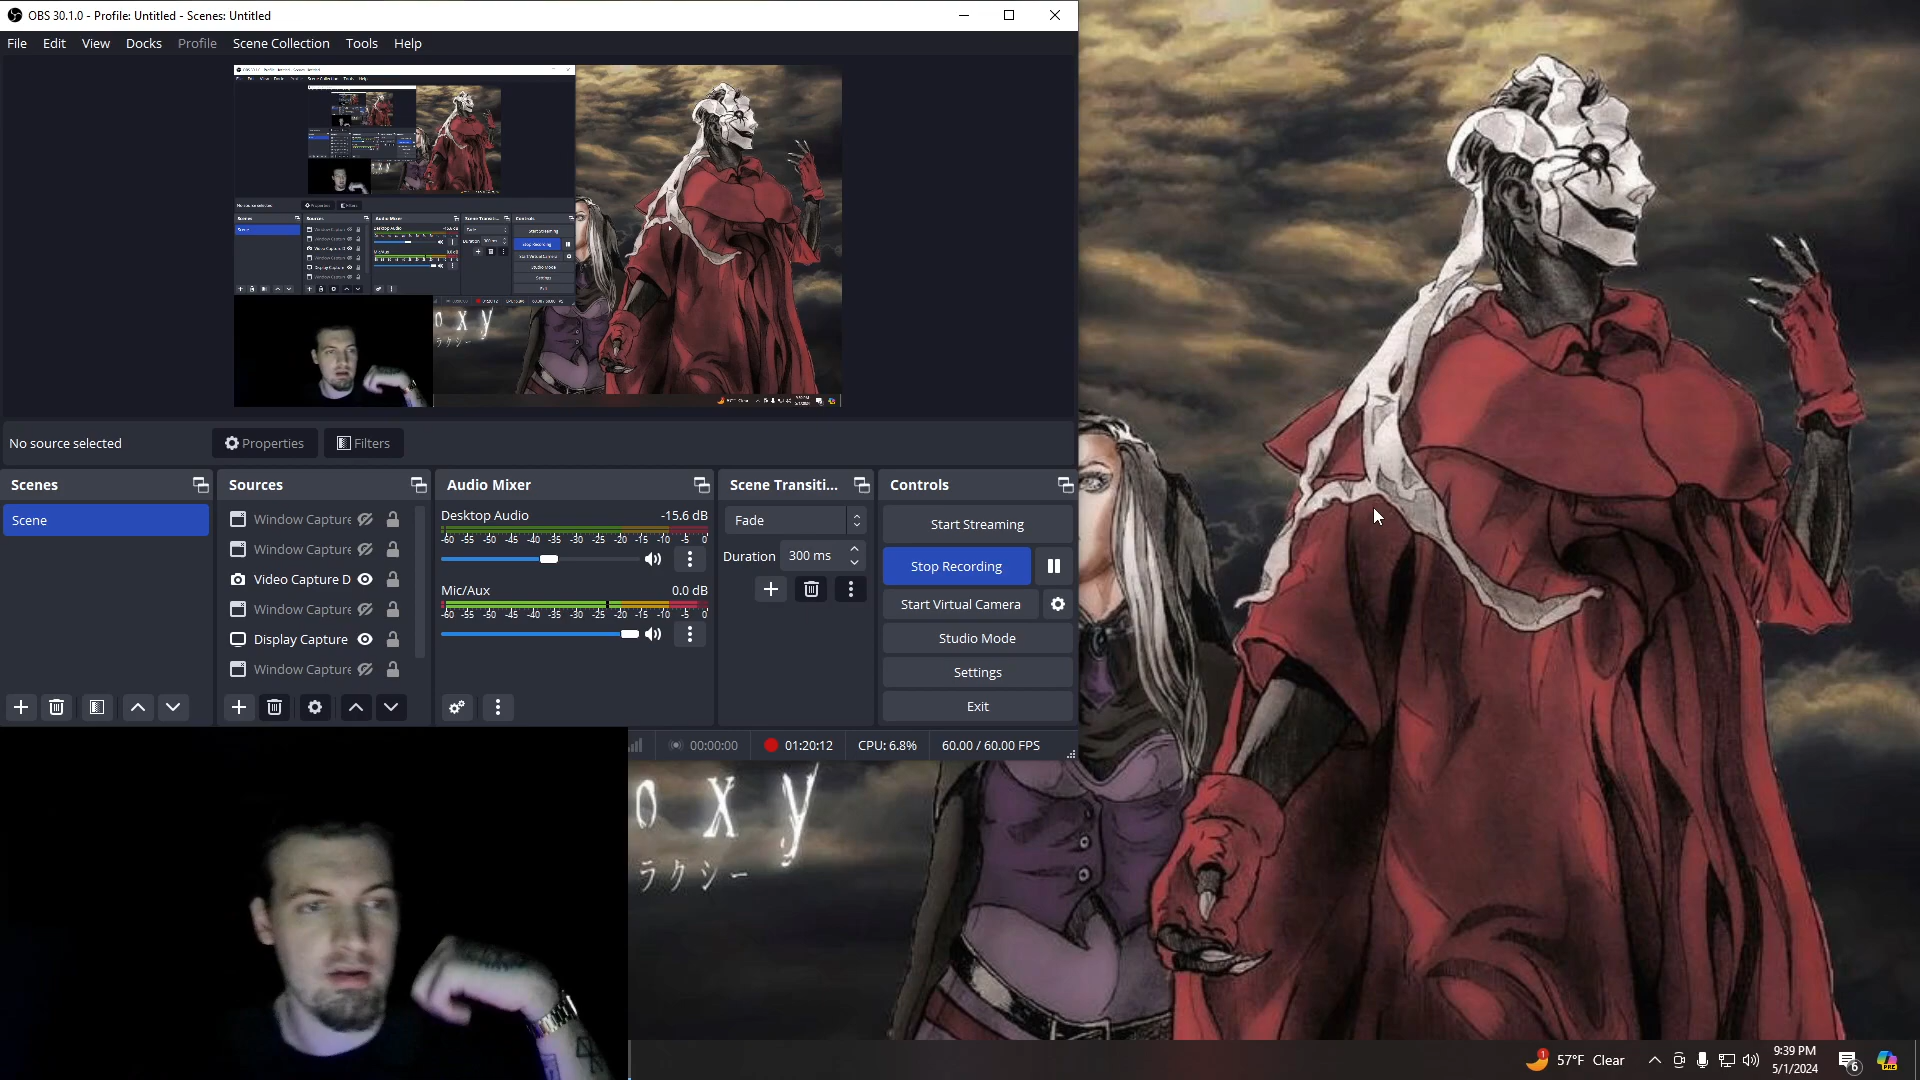 OBS 30.1.0 - Profile: Untitled - Scenes: Untitled
File Edit View Docks Profile Scene Collection Tools Help
No source selected Properties Filters
Scenes
Scene
Sources
Window Capture
Window Capture
Video Capture D
Window Capture
Display Capture
Window Capture
Audio Mixer
Desktop Audio -15.6 dB
-60 -55 -50 -45 -40 -35 -30 -25 -20 -15 -10 -5 0
Mic/Aux 0.0 dB
-60 -55 -50 -45 -40 -35 -30 -25 -20 -15 -10 -5 0
Scene Transiti...
Fade
Duration 300 ms
Controls
Start Streaming
Stop Recording
Start Virtual Camera
Studio Mode
Settings
Exit
00:00:00 01:20:12 CPU: 6.8% 60.00 / 60.00 FPS
o x y
ラクシー
1 57°F Clear
9:39 PM
5/1/2024
6
PRE